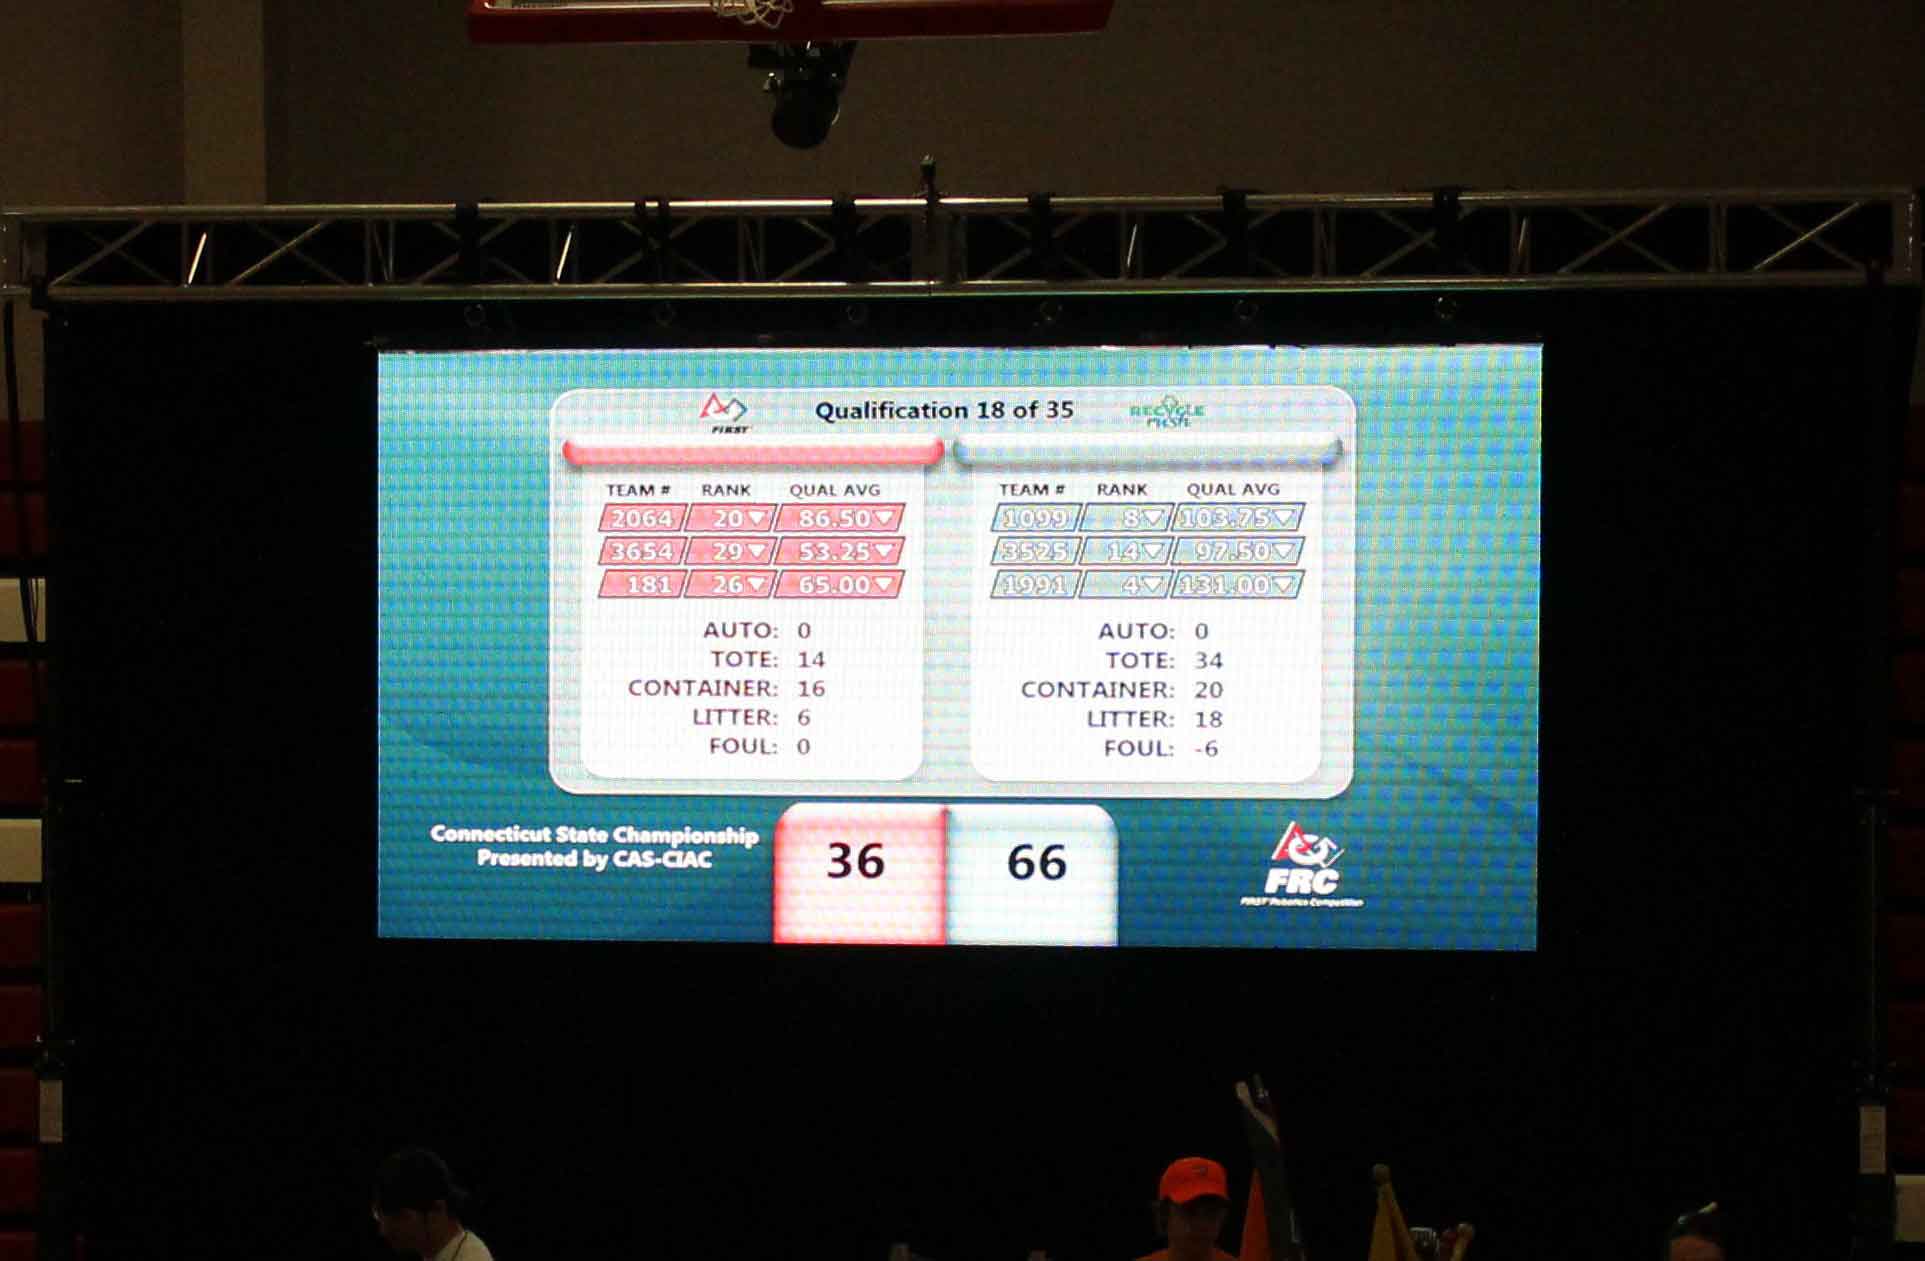 Qualification 18 of 35
FIRST
RECYCLE RUSH
TEAM # RANK QUAL AVG
2064 20 86.50
3654 29 53.25
181 26 65.00
AUTO: 0
TOTE: 14
CONTAINER: 16
LITTER: 6
FOUL: 0
TEAM # RANK QUAL AVG
1099 8 103.75
3525 14 97.50
1991 4 131.00
AUTO: 0
TOTE: 34
CONTAINER: 20
LITTER: 18
FOUL: -6
Connecticut State Championship
Presented by CAS-CIAC
36
66
FRC
FIRST Robotics Competition